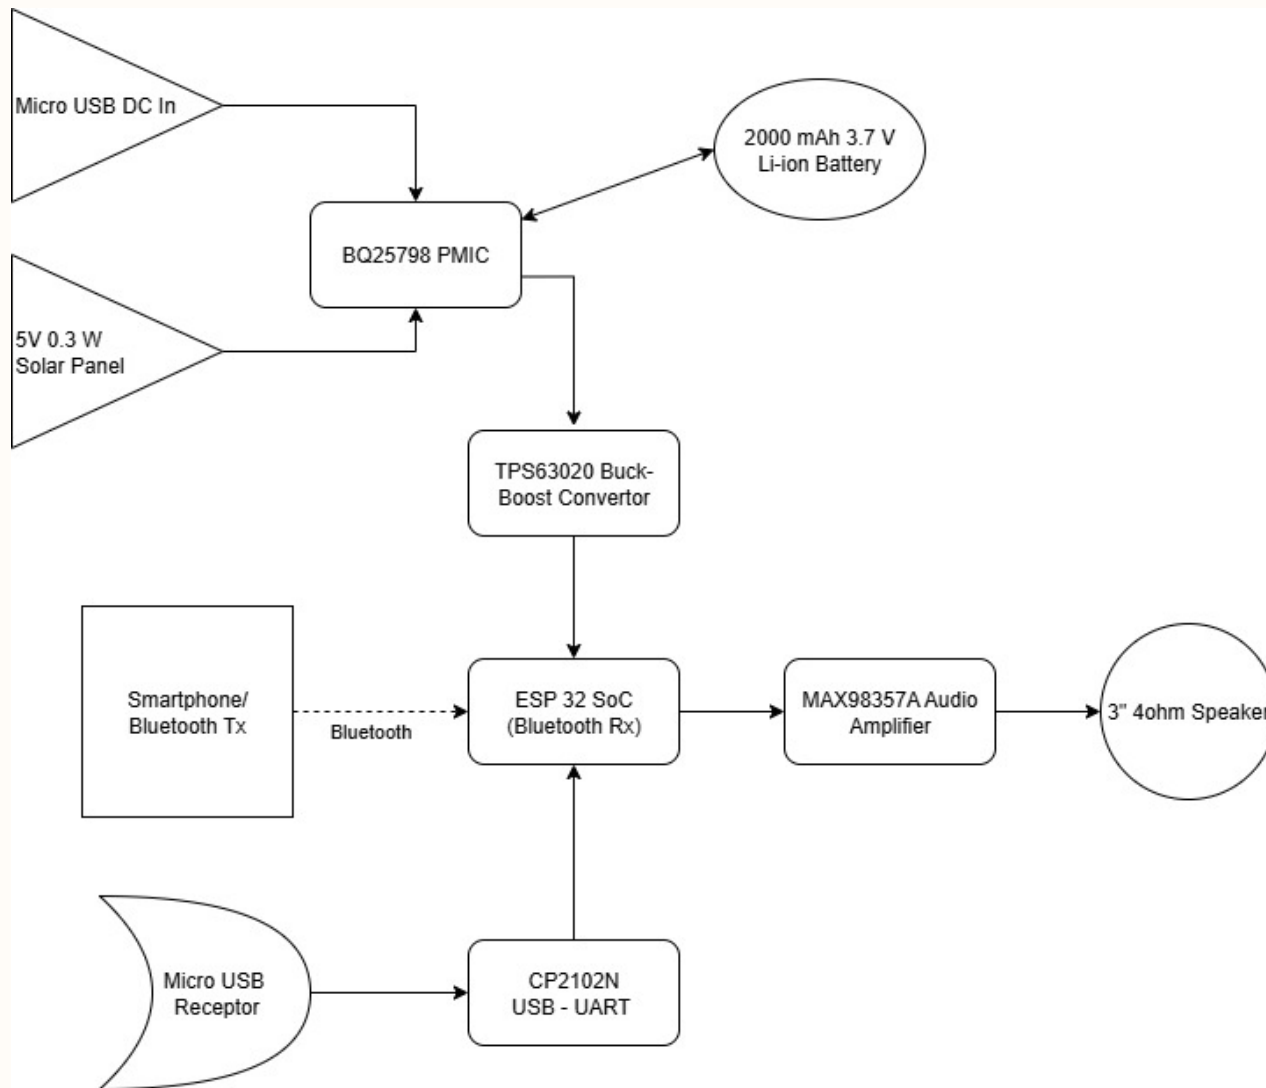 Micro USB DC In
2000 mAh 3.7 V
Li-ion Battery
BQ25798 PMIC
5V 0.3 W
Solar Panel
TPS63020 Buck-
Boost Convertor
Smartphone/
Bluetooth Tx
Bluetooth
ESP 32 SoC
(Bluetooth Rx)
MAX98357A Audio
Amplifier
3" 4ohm Speaker
Micro USB
Receptor
CP2102N
USB - UART